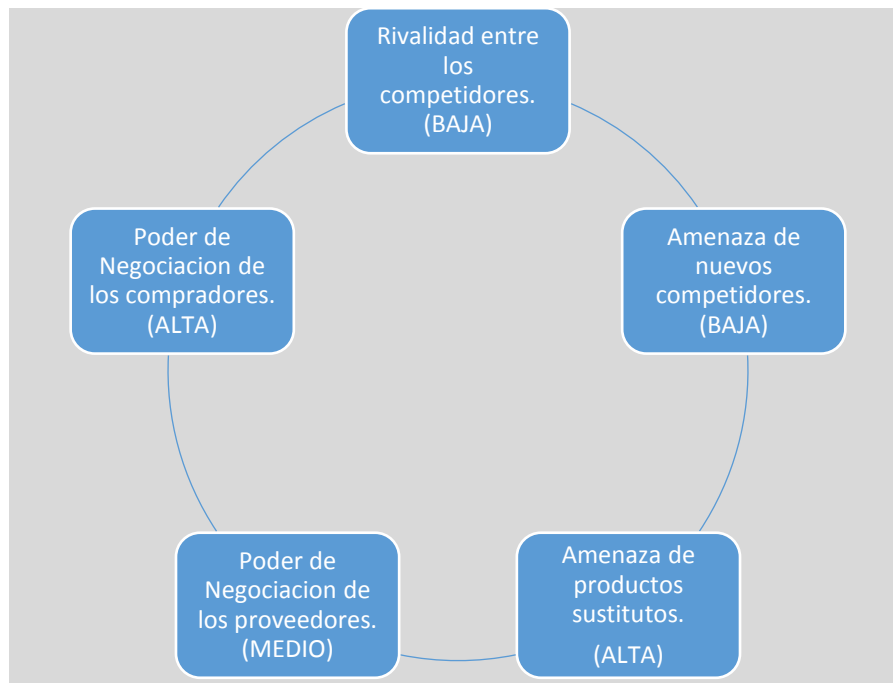 Rivalidad entre
los
competidores.
(BAJA)
Amenaza de
nuevos
competidores.
(BAJA)
Amenaza de
productos
sustitutos.
(ALTA)
Poder de
Negociacion de
los proveedores.
(MEDIO)
Poder de
Negociacion de
los compradores.
(ALTA)